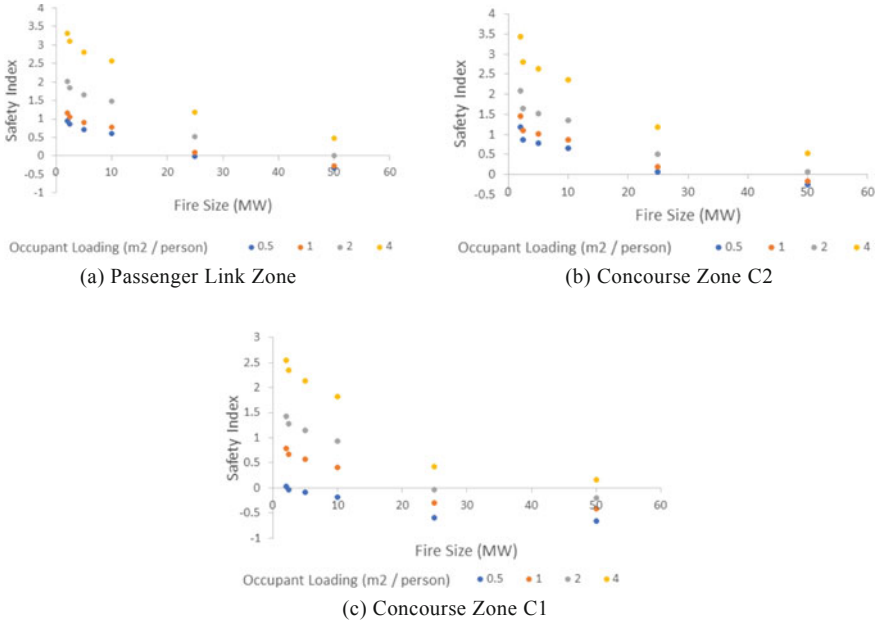 4
3.5
3
2.5
2
1.5
1
0.5
0
-0.5
-1
Safety Index
0 10 20 30 40 50 60
Fire Size (MW)
Occupant Loading (m2 / person) 0.5 1 2 4
(a) Passenger Link Zone
4
3.5
3
2.5
2
1.5
1
0.5
0
-0.5
Safety Index
0 10 20 30 40 50 60
Fire Size (MW)
Occupant Loading (m2 / person) 0.5 1 2 4
(b) Concourse Zone C2
3
2.5
2
1.5
1
0.5
0
-0.5
-1
Safety Index
0 10 20 30 40 50 60
Fire Size (MW)
Occupant Loading (m2 / person) 0.5 1 2 4
(c) Concourse Zone C1